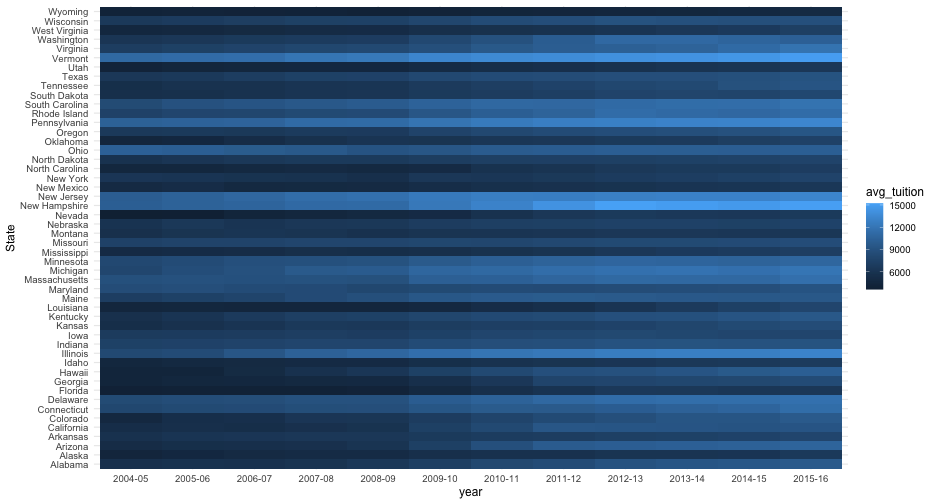 Wyoming
Wisconsin
West Virginia
Washington
Virginia
Vermont
Utah
Texas
Tennessee
South Dakota
South Carolina
Rhode Island
Pennsylvania
Oregon
Oklahoma
Ohio
North Dakota
North Carolina
New York
New Mexico
New Jersey
New Hampshire
Nevada
Nebraska
Montana
Missouri
Mississippi
Minnesota
Michigan
Massachusetts
Maryland
Maine
Louisiana
Kentucky
Kansas
Iowa
Indiana
Illinois
Idaho
Hawaii
Georgia
Florida
Delaware
Connecticut
Colorado
California
Arkansas
Arizona
Alaska
Alabama
State
2004-05 2005-06 2006-07 2007-08 2008-09 2009-10 2010-11 2011-12 2012-13 2013-14 2014-15 2015-16
year
avg_tuition
15000
12000
9000
6000